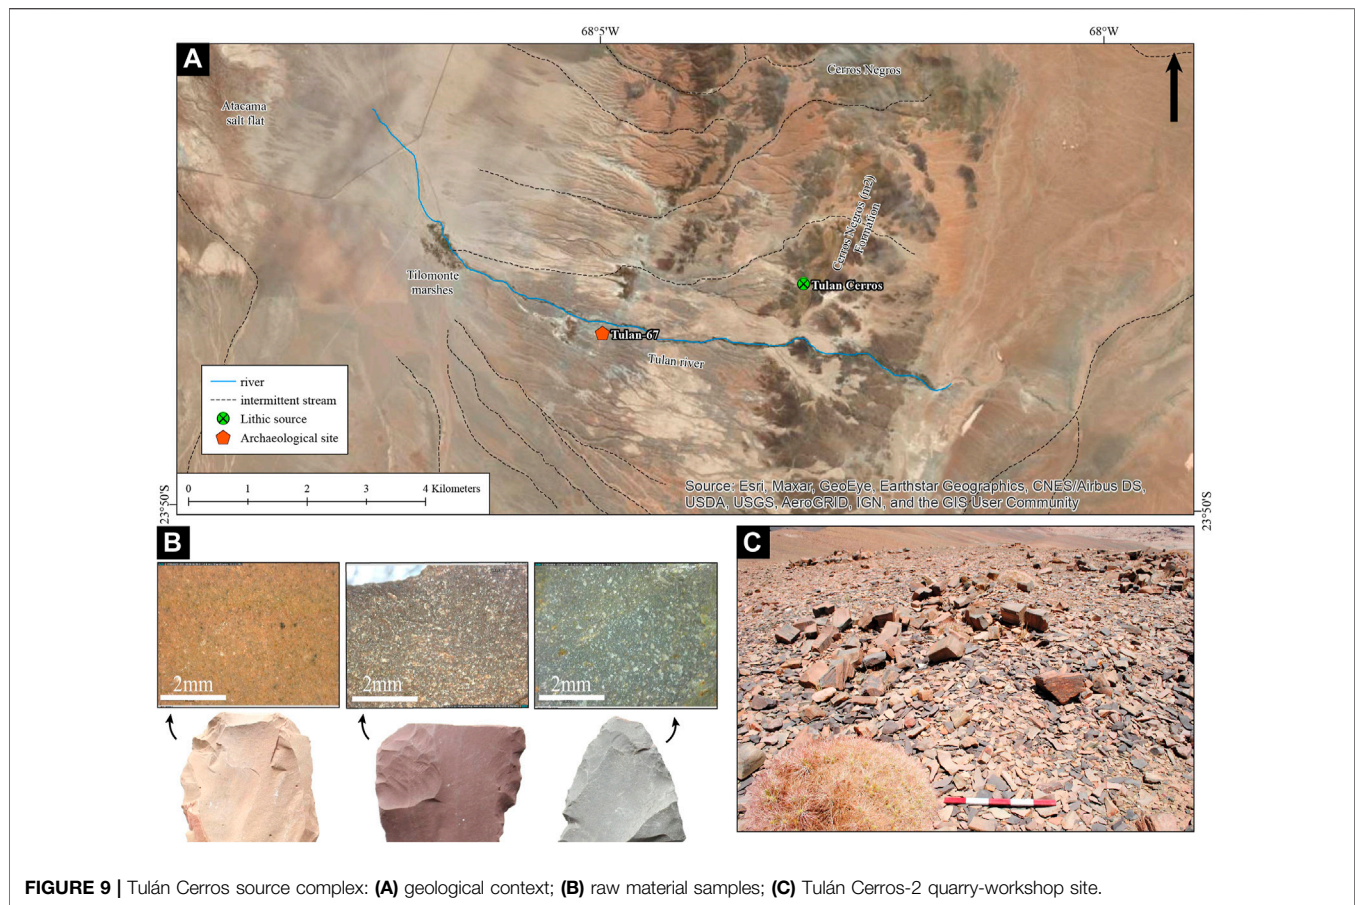 68°5'W
68°W
A
Cerros Negros
Atacama
salt flat
Cerros Negros (m2)
Formation
Tilomonte
marshes
Tulan Cerros
Tulan-67
Tulan river
river
intermittent stream
Lithic source
Archaeological site
0 1 2 3 4 Kilometers
23°50'S
Source: Esri, Maxar, GeoEye, Earthstar Geographics, CNES/Airbus DS,
USDA, USGS, AeroGRID, IGN, and the GIS User Community
23°50'S
B
2mm
2mm
2mm
C
FIGURE 9 | Tulán Cerros source complex: (A) geological context; (B) raw material samples; (C) Tulán Cerros-2 quarry-workshop site.